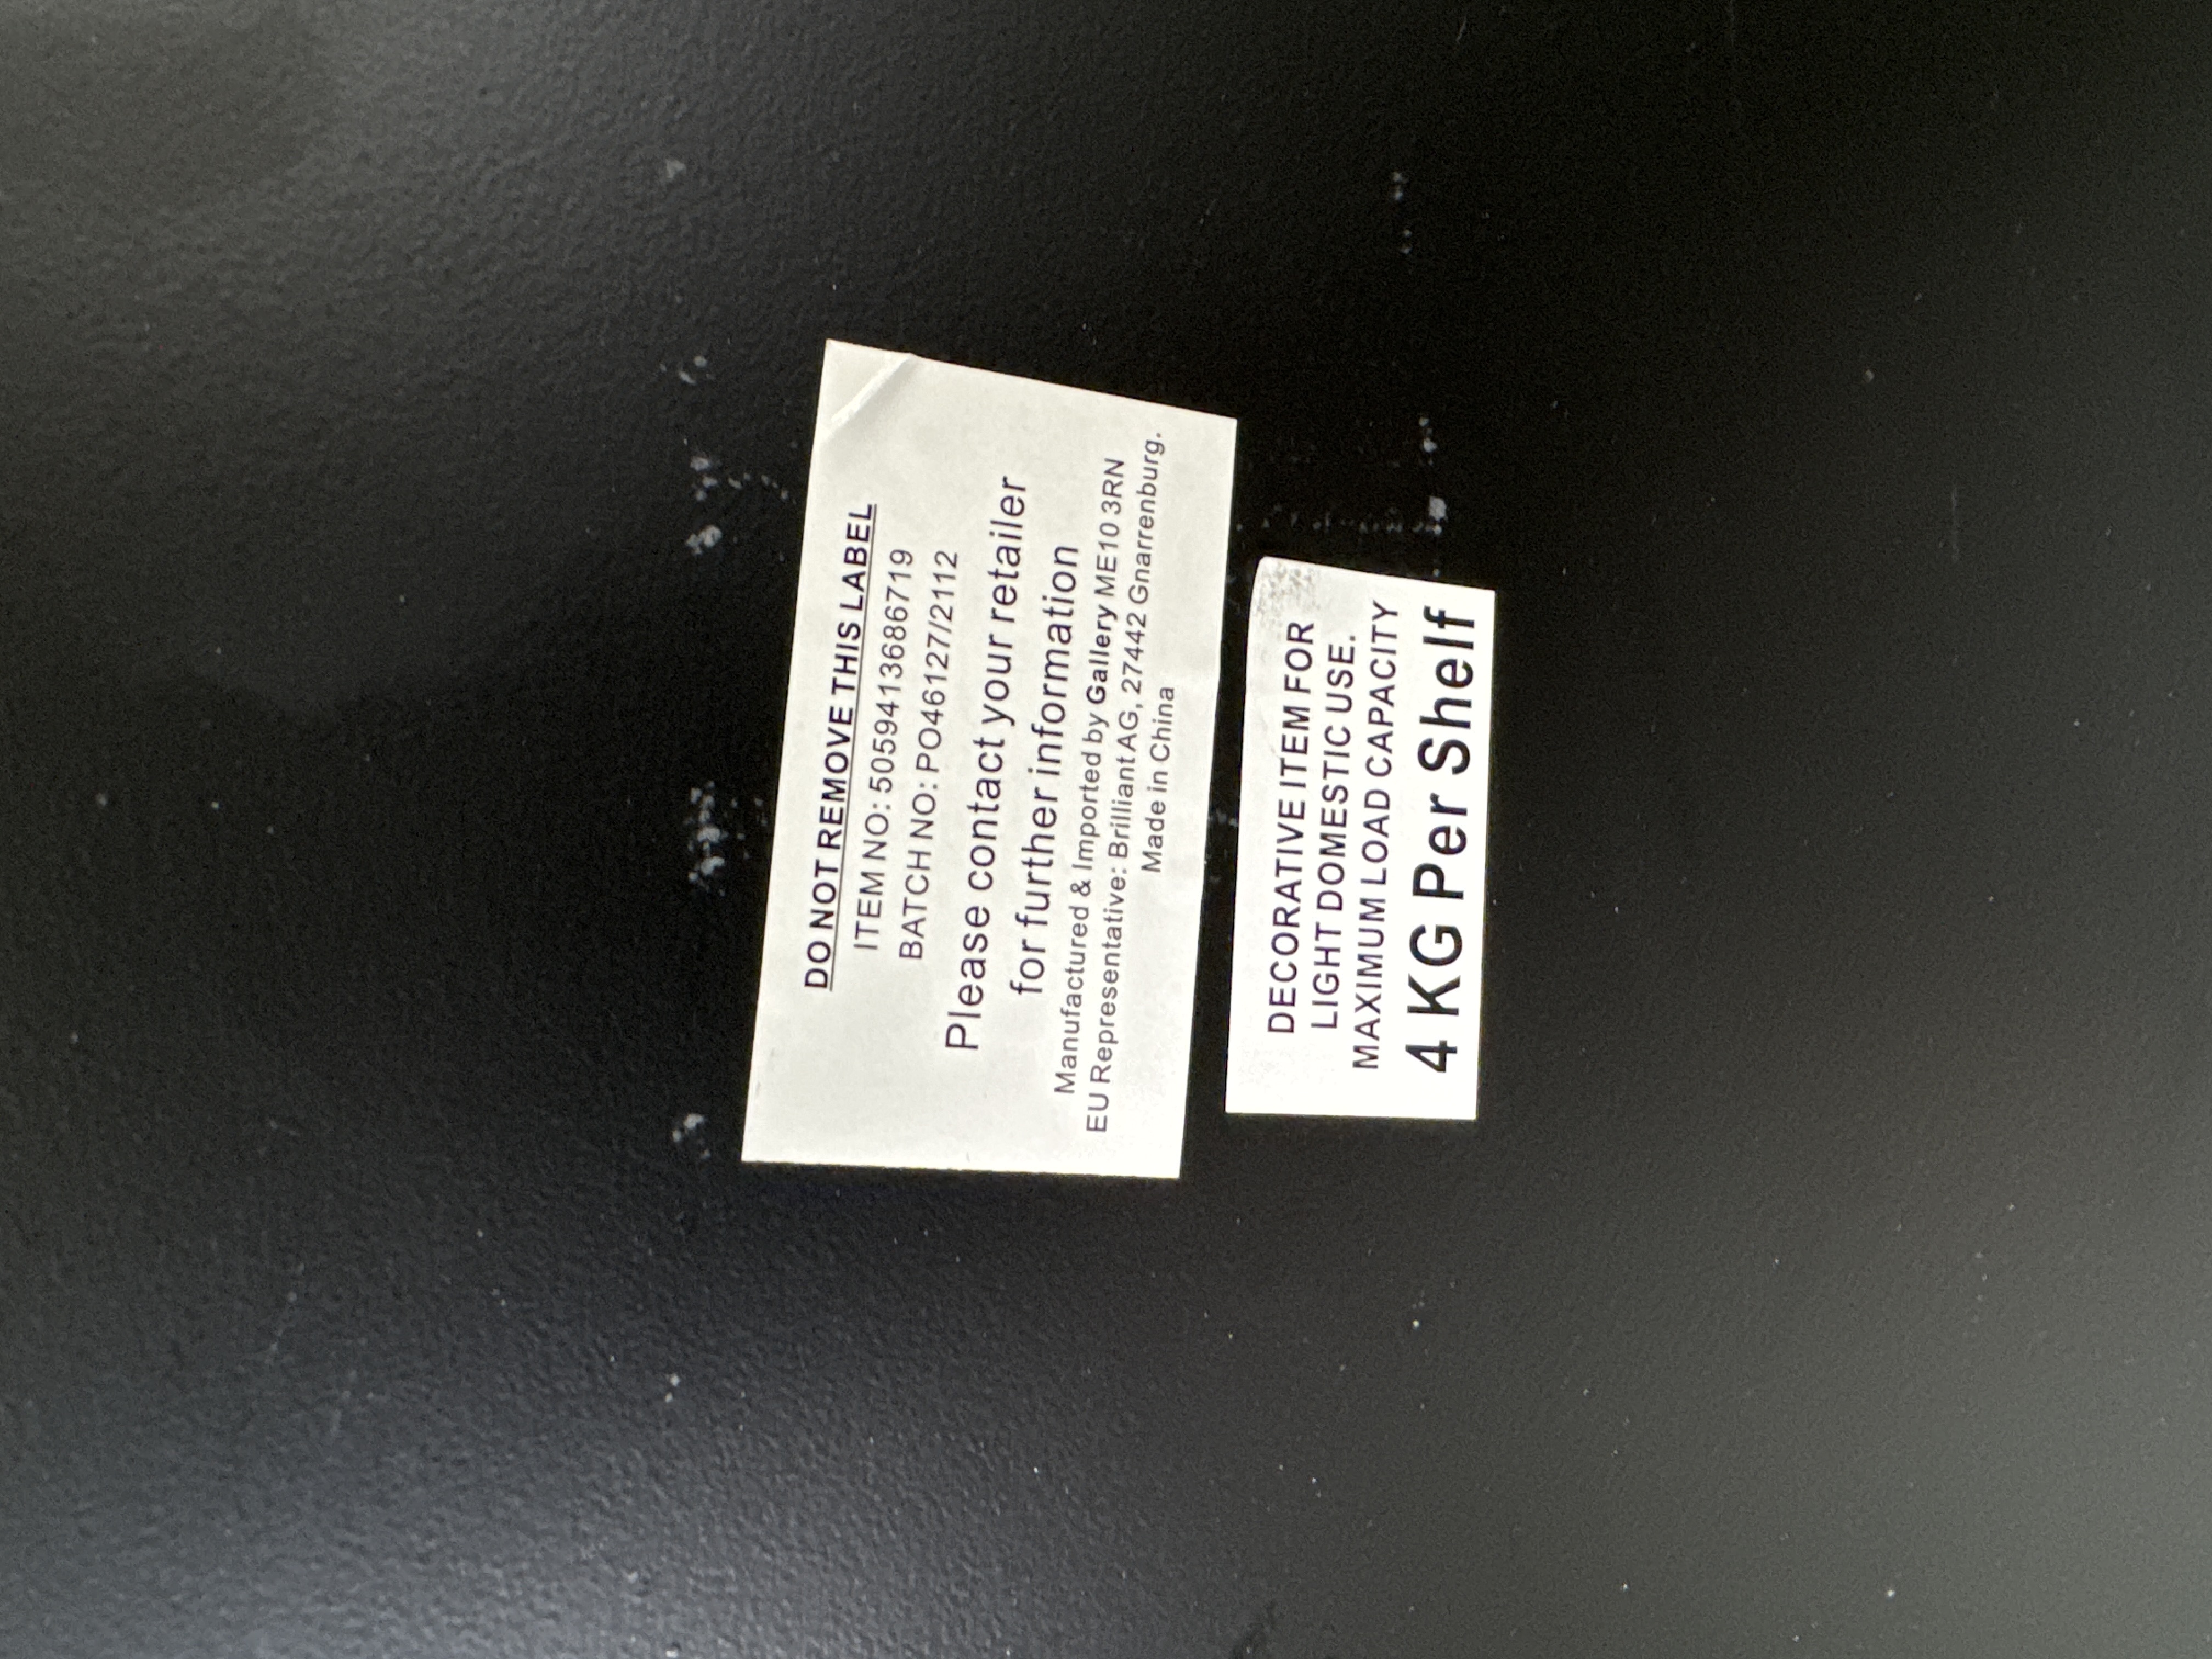 DO NOT REMOVE THIS LABEL
ITEM NO: 5059413686719
BATCH NO: PO46127/2112
Please contact your retailer
for further information
Manufactured & Imported by Gallery ME10 3RN
EU Representative: Brilliant AG, 27442 Gnarrenburg.
Made in China
DECORATIVE ITEM FOR
LIGHT DOMESTIC USE.
MAXIMUM LOAD CAPACITY
4 KG Per Shelf